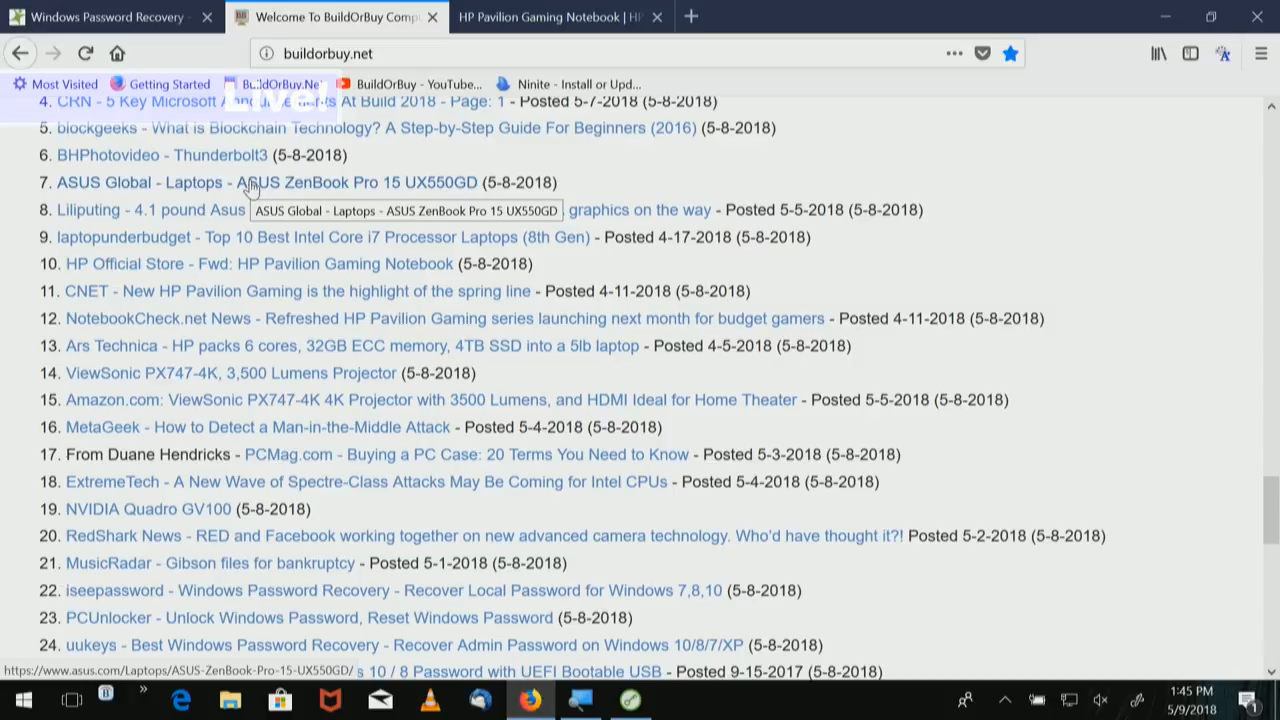 Windows Password Recovery
Welcome To BuildOrBuy Comp
HP Pavilion Gaming Notebook | H
buildorbuy.net
Most Visited
Getting Started
BuildOrBuy.Ne
BuildOrBuy - YouTube...
Ninite - Install or Upd...
Live!
4. CRN - 5 Key Microsoft Announcements At Build 2018 - Page: 1 - Posted 5-7-2018 (5-8-2018)
5. blockgeeks - What is Blockchain Technology? A Step-by-Step Guide For Beginners (2016) (5-8-2018)
6. BHPhotovideo - Thunderbolt3 (5-8-2018)
7. ASUS Global - Laptops - ASUS ZenBook Pro 15 UX550GD (5-8-2018)
8. Liliputing - 4.1 pound Asus graphics on the way - Posted 5-5-2018 (5-8-2018)
ASUS Global - Laptops - ASUS ZenBook Pro 15 UX550GD
9. laptopunderbudget - Top 10 Best Intel Core i7 Processor Laptops (8th Gen) - Posted 4-17-2018 (5-8-2018)
10. HP Official Store - Fwd: HP Pavilion Gaming Notebook (5-8-2018)
11. CNET - New HP Pavilion Gaming is the highlight of the spring line - Posted 4-11-2018 (5-8-2018)
12. NotebookCheck.net News - Refreshed HP Pavilion Gaming series launching next month for budget gamers - Posted 4-11-2018 (5-8-2018)
13. Ars Technica - HP packs 6 cores, 32GB ECC memory, 4TB SSD into a 5lb laptop - Posted 4-5-2018 (5-8-2018)
14. ViewSonic PX747-4K, 3,500 Lumens Projector (5-8-2018)
15. Amazon.com: ViewSonic PX747-4K 4K Projector with 3500 Lumens, and HDMI Ideal for Home Theater - Posted 5-5-2018 (5-8-2018)
16. MetaGeek - How to Detect a Man-in-the-Middle Attack - Posted 5-4-2018 (5-8-2018)
17. From Duane Hendricks - PCMag.com - Buying a PC Case: 20 Terms You Need to Know - Posted 5-3-2018 (5-8-2018)
18. ExtremeTech - A New Wave of Spectre-Class Attacks May Be Coming for Intel CPUs - Posted 5-4-2018 (5-8-2018)
19. NVIDIA Quadro GV100 (5-8-2018)
20. RedShark News - RED and Facebook working together on new advanced camera technology. Who'd have thought it?! Posted 5-2-2018 (5-8-2018)
21. MusicRadar - Gibson files for bankruptcy - Posted 5-1-2018 (5-8-2018)
22. iseepassword - Windows Password Recovery - Recover Local Password for Windows 7,8,10 (5-8-2018)
23. PCUnlocker - Unlock Windows Password, Reset Windows Password (5-8-2018)
24. uukeys - Best Windows Password Recovery - Recover Admin Password on Windows 10/8/7/XP (5-8-2018)
https://www.asus.com/Laptops/ASUS-ZenBook-Pro-15-UX550GD/
s 10 / 8 Password with UEFI Bootable USB - Posted 9-15-2017 (5-8-2018)
1:45 PM
5/9/2018
1